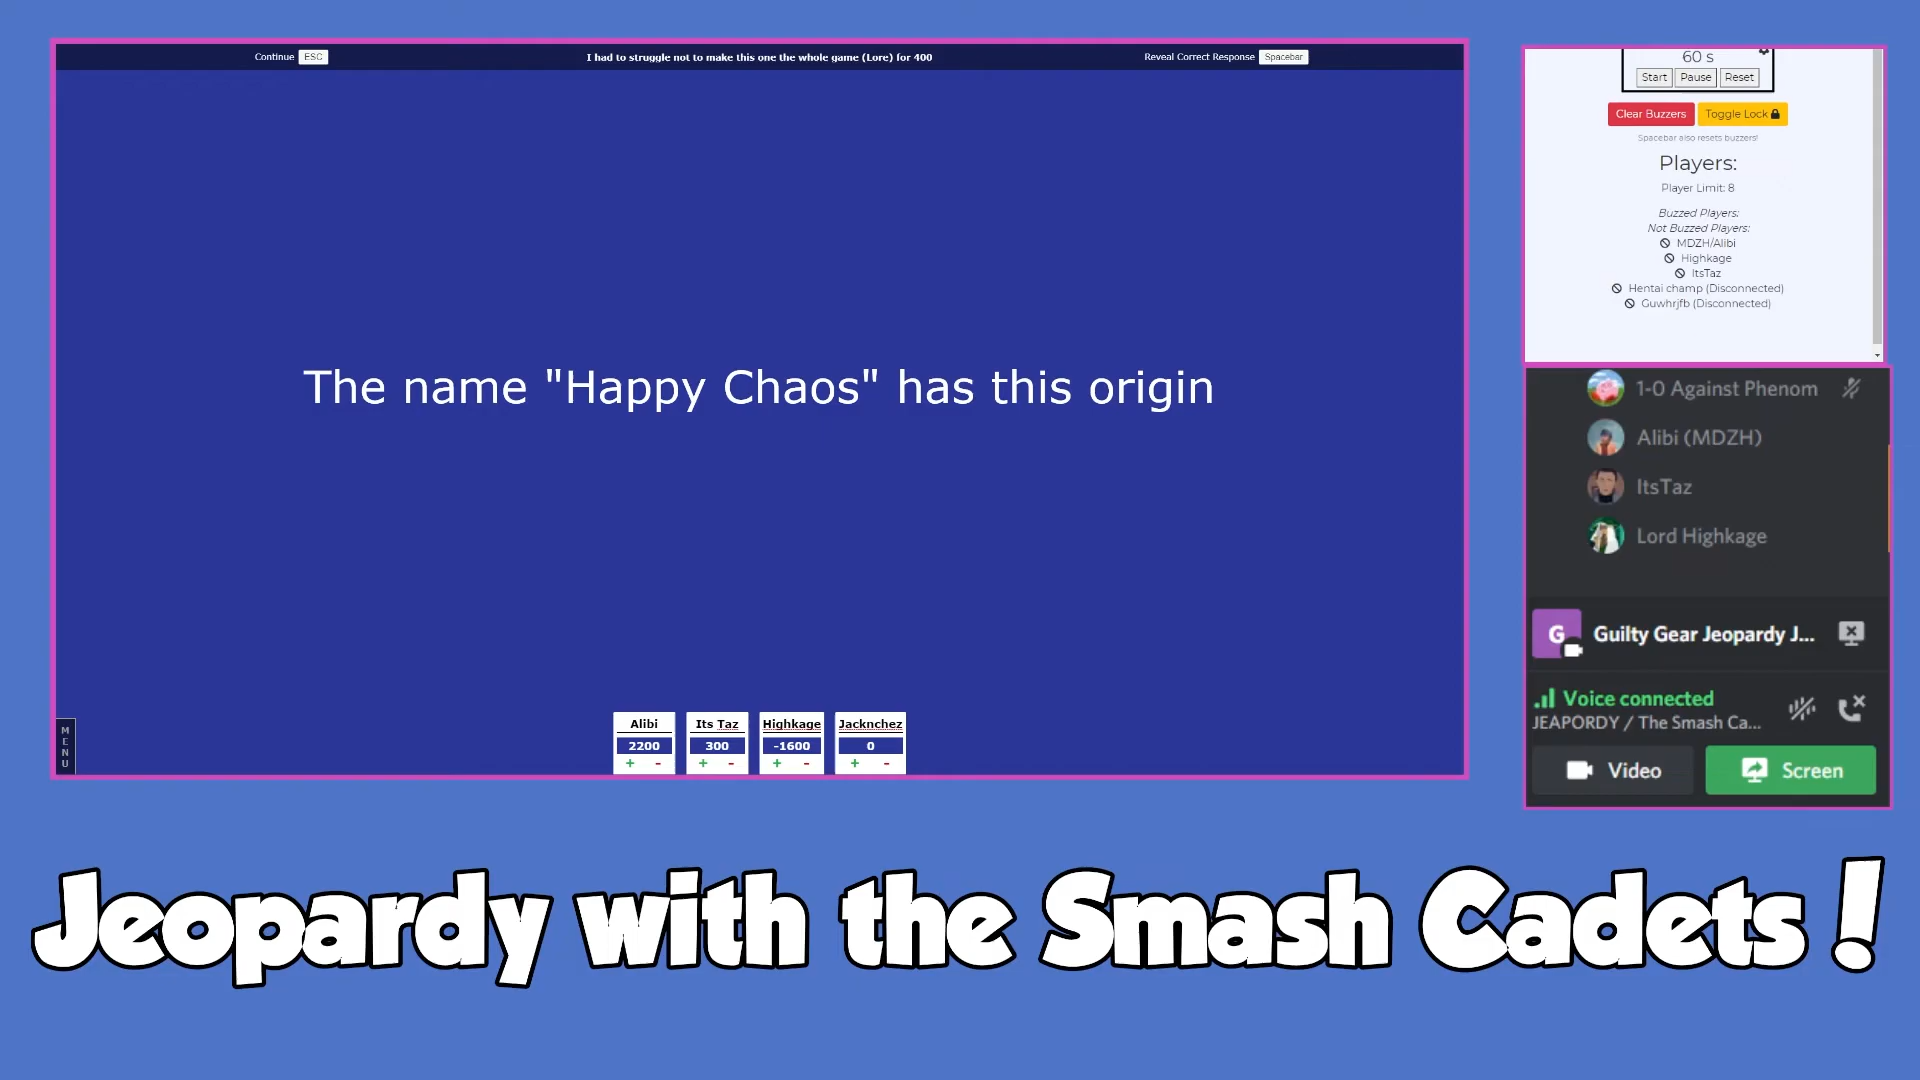 Continue ESC
I had to struggle not to make this one the whole game (Lore) for 400
Reveal Correct Response Spacebar
The name "Happy Chaos" has this origin
MENU
Alibi
2200
+ -
Its Taz
300
+ -
Highkage
-1600
+ -
Jacknchez
0
+ -
60 s
Start Pause Reset
Clear Buzzers Toggle Lock
Spacebar also resets buzzers!
Players:
Player Limit: 8
Buzzed Players:
Not Buzzed Players:
MDZH/Alibi
Highkage
ItsTaz
Hentai champ (Disconnected)
Guwhrjfb (Disconnected)
1-0 Against Phenom
Alibi (MDZH)
ItsTaz
Lord Highkage
G
Guilty Gear Jeopardy J...
Voice connected
JEAPORDY / The Smash Ca...
Video
Screen
Jeopardy with the Smash Cadets!